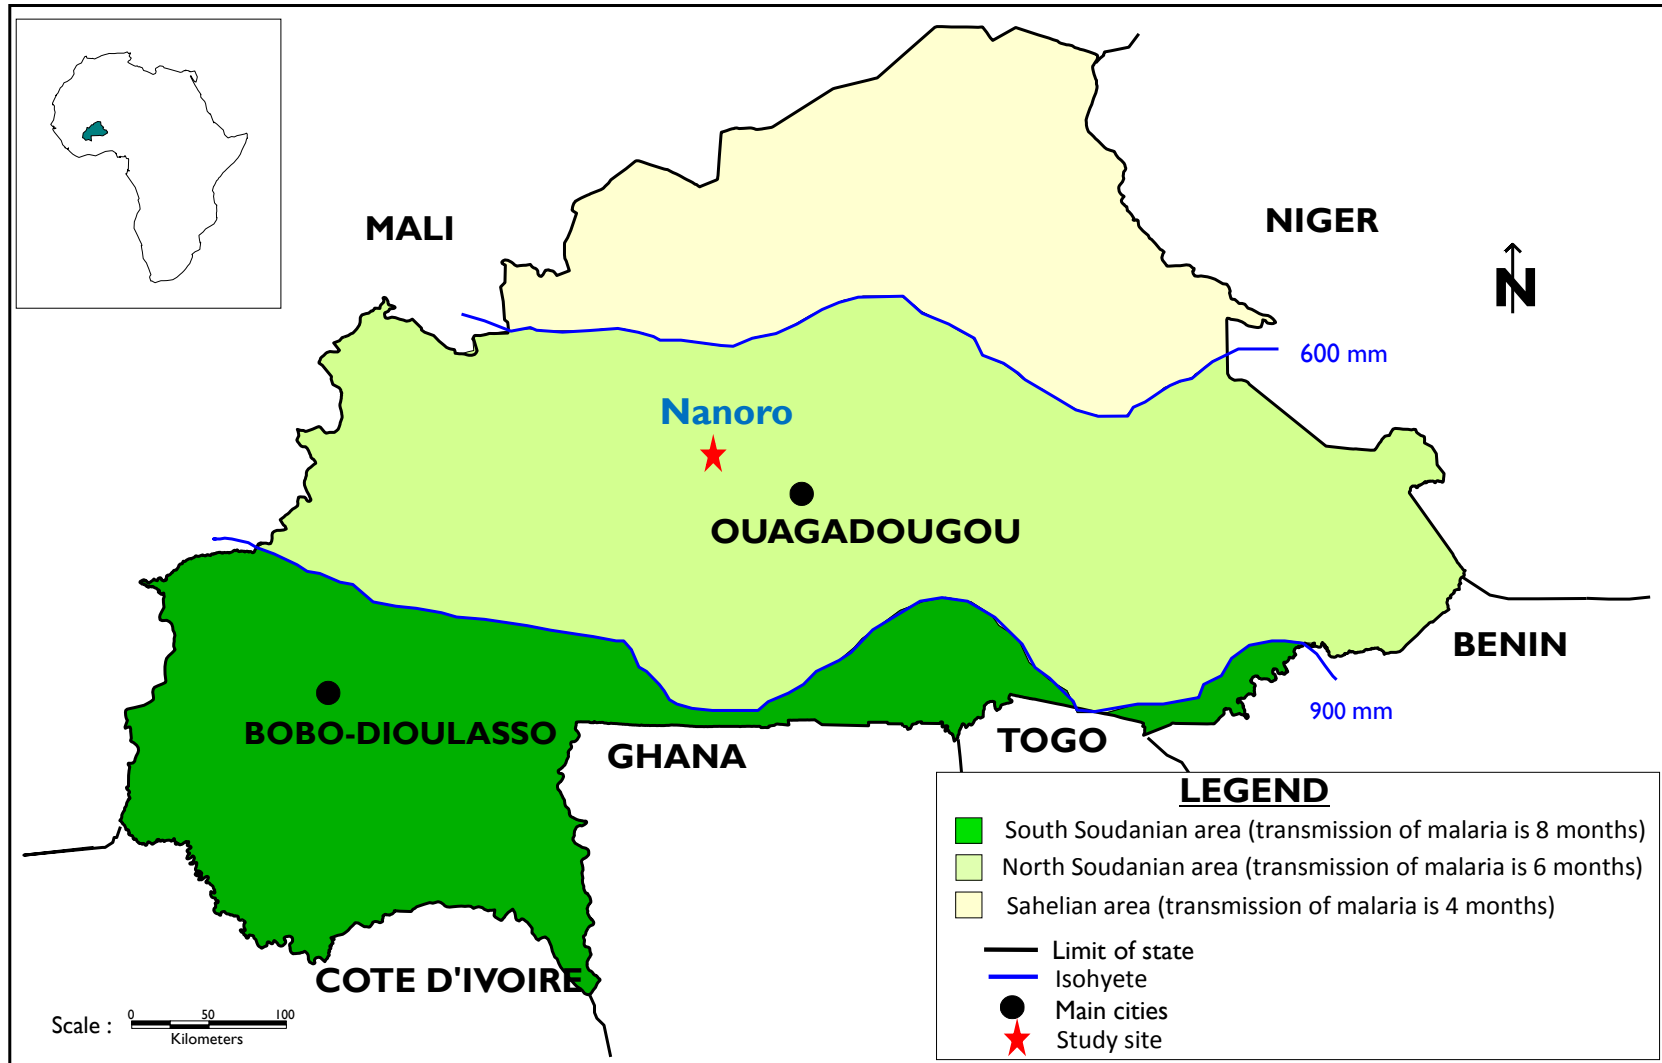 MALI
NIGER
N
600 mm
Nanoro
OUAGADOUGOU
BENIN
900 mm
BOBO-DIOULASSO
GHANA
TOGO
COTE D'IVOIRE
LEGEND
South Soudanian area (transmission of malaria is 8 months)
North Soudanian area (transmission of malaria is 6 months)
Sahelian area (transmission of malaria is 4 months)
Limit of state
Isohyete
Main cities
Study site
Scale :
0 50 100
Kilometers